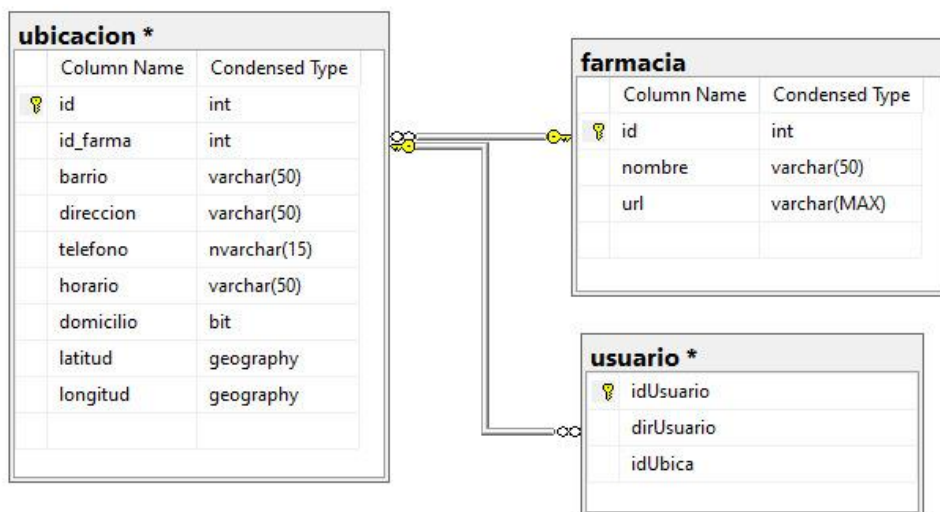 ubicacion *
Column Name Condensed Type
id int
id_farma int
barrio varchar(50)
direccion varchar(50)
telefono nvarchar(15)
horario varchar(50)
domicilio bit
latitud geography
longitud geography
farmacia
Column Name Condensed Type
id int
nombre varchar(50)
url varchar(MAX)
usuario *
idUsuario
dirUsuario
idUbica